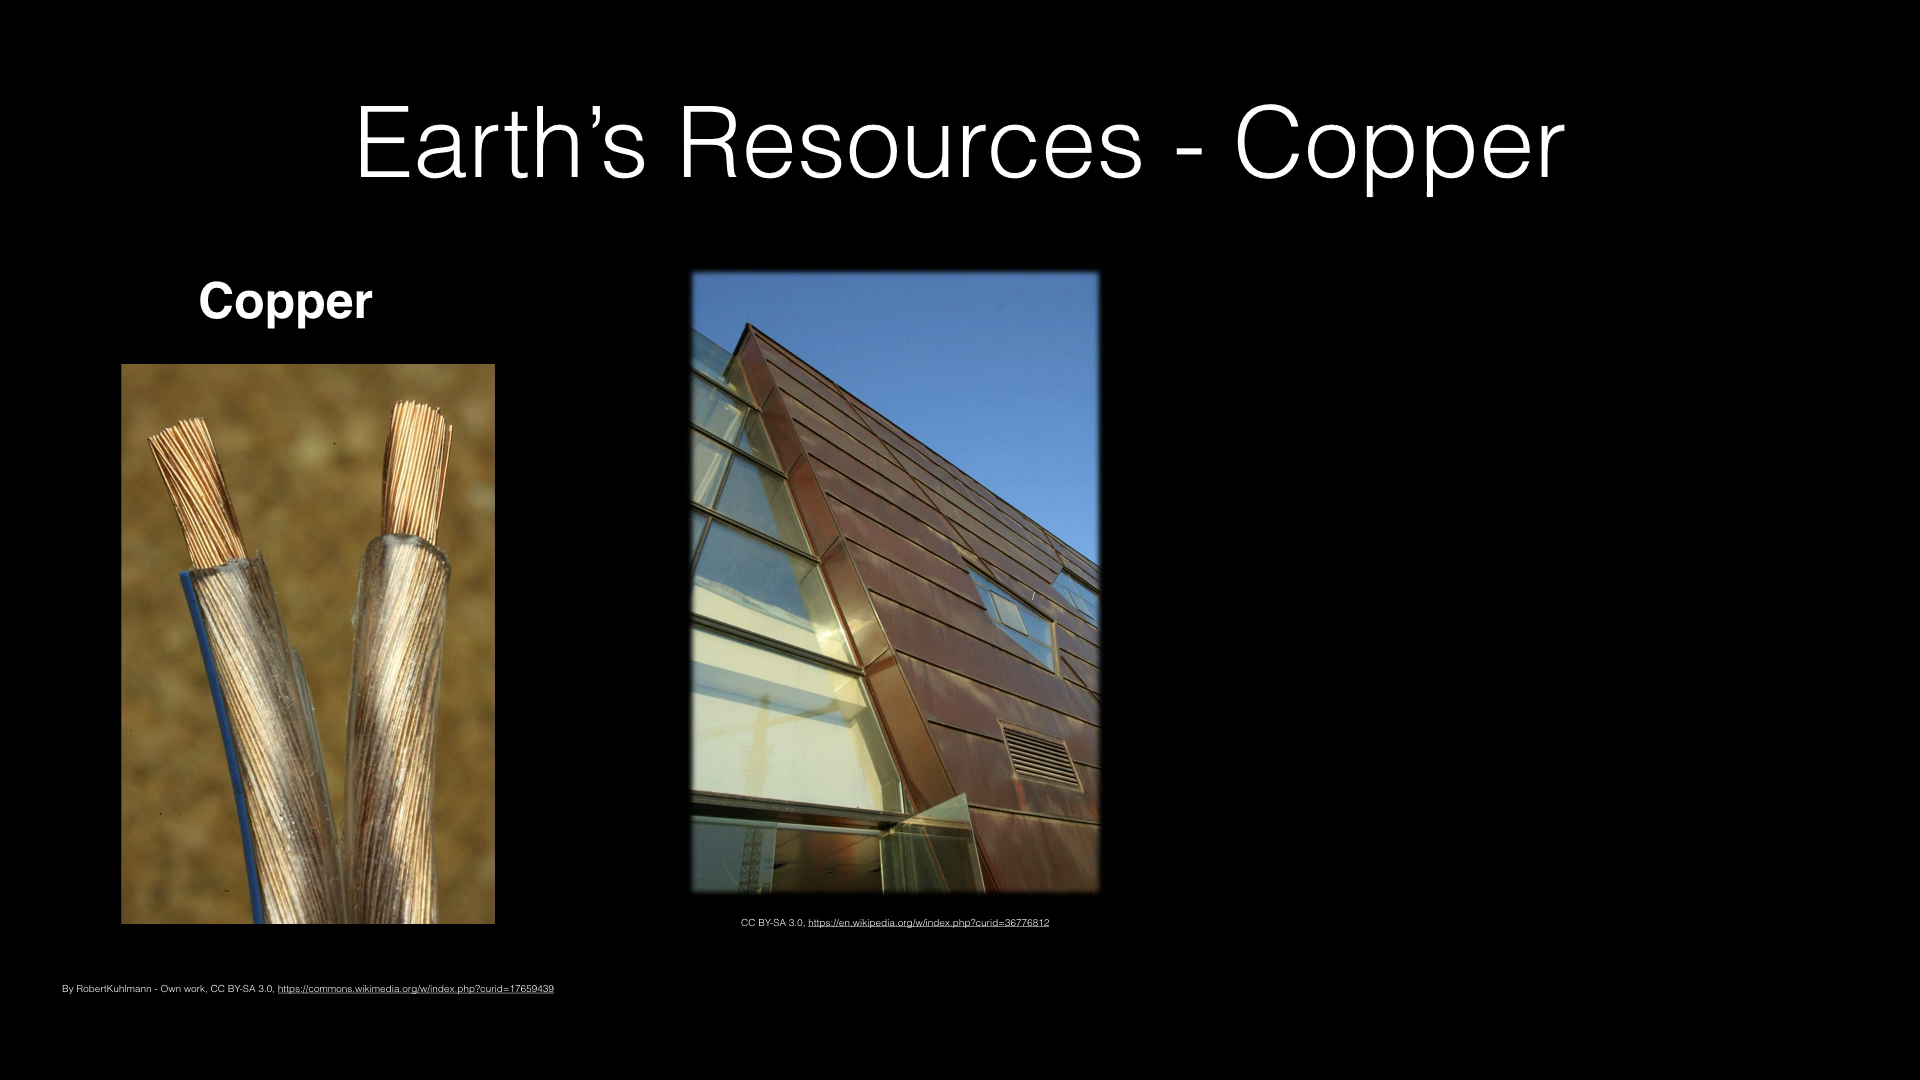 Earth’s Resources - Copper
Copper
CC BY-SA 3.0, https://en.wikipedia.org/w/index.php?curid=36776812
By RobertKuhlmann - Own work, CC BY-SA 3.0, https://commons.wikimedia.org/w/index.php?curid=17659439